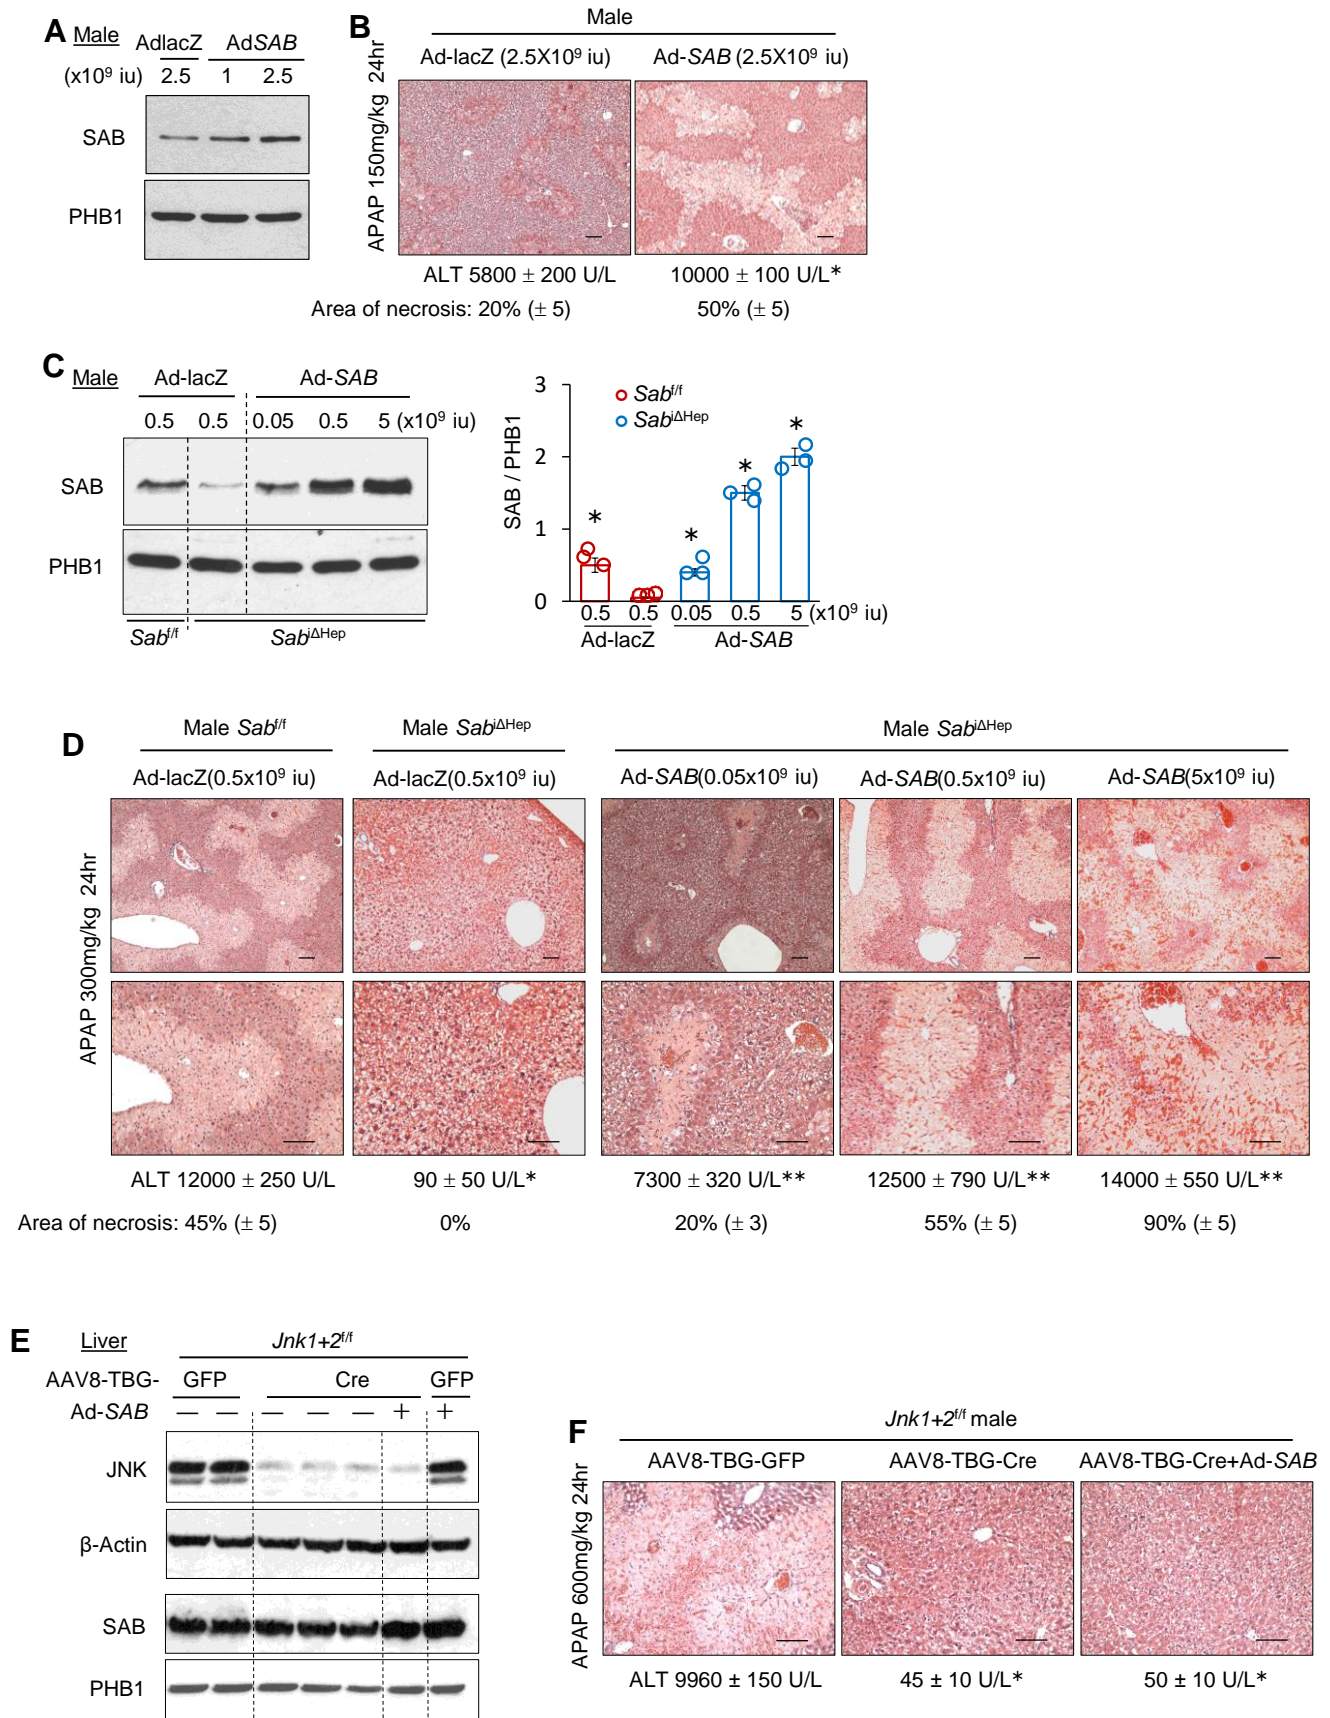 A Male AdlacZ AdSAB
(x10⁹ iu) 2.5 1 2.5
SAB
PHB1
B Male
Ad-lacZ (2.5X10⁹ iu) Ad-SAB (2.5X10⁹ iu)
APAP 150mg/kg 24hr
ALT 5800 ± 200 U/L 10000 ± 100 U/L*
Area of necrosis: 20% (± 5) 50% (± 5)
C Male Ad-lacZ Ad-SAB
0.5 0.5 0.05 0.5 5 (x10⁹ iu)
SAB
PHB1
Sabf/f SabiΔHep
SAB / PHB1
3
2
1
0
Sabf/f
SabiΔHep
* * * *
0.5 0.5 0.05 0.5 5 (x10⁹ iu)
Ad-lacZ Ad-SAB
D Male Sabf/f Male SabiΔHep Male SabiΔHep
Ad-lacZ(0.5x10⁹ iu) Ad-lacZ(0.5x10⁹ iu) Ad-SAB(0.05x10⁹ iu) Ad-SAB(0.5x10⁹ iu) Ad-SAB(5x10⁹ iu)
APAP 300mg/kg 24hr
ALT 12000 ± 250 U/L 90 ± 50 U/L* 7300 ± 320 U/L** 12500 ± 790 U/L** 14000 ± 550 U/L**
Area of necrosis: 45% (± 5) 0% 20% (± 3) 55% (± 5) 90% (± 5)
E Liver Jnk1+2f/f
AAV8-TBG- GFP Cre GFP
Ad-SAB — — — — — + +
JNK
β-Actin
SAB
PHB1
F Jnk1+2f/f male
AAV8-TBG-GFP AAV8-TBG-Cre AAV8-TBG-Cre+Ad-SAB
APAP 600mg/kg 24hr
ALT 9960 ± 150 U/L 45 ± 10 U/L* 50 ± 10 U/L*